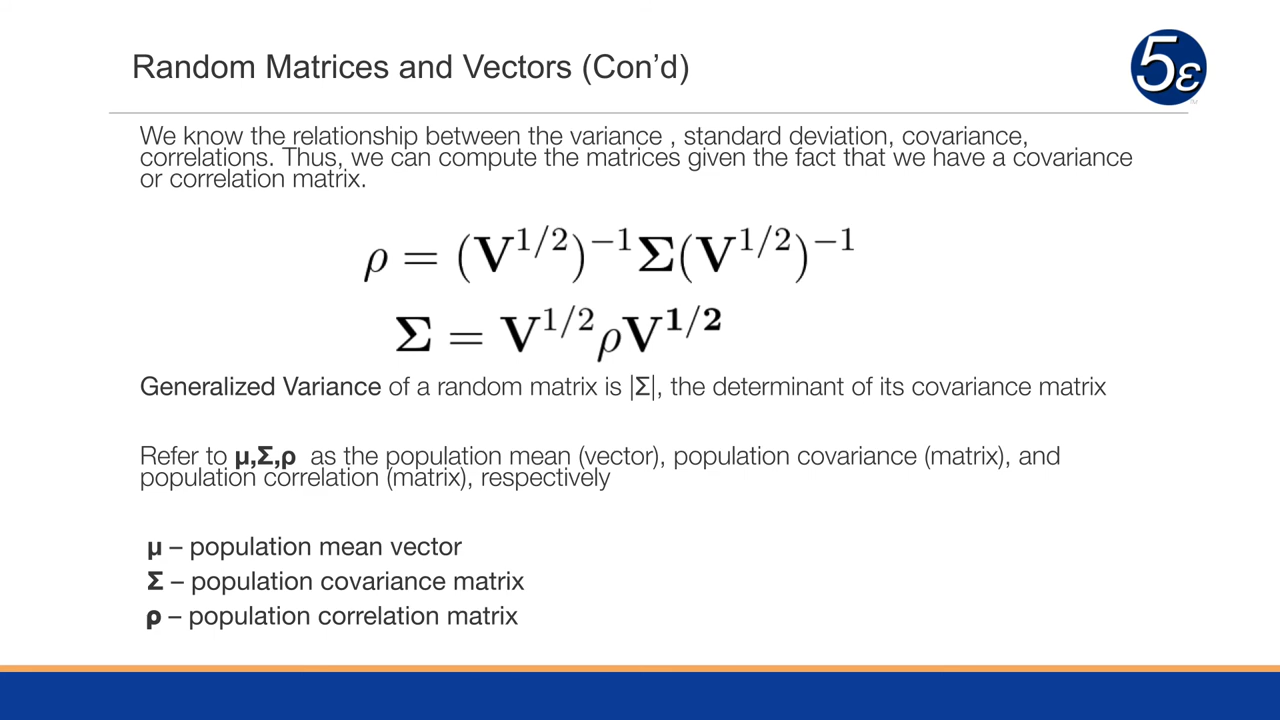 Random Matrices and Vectors (Con’d)
5ε
We know the relationship between the variance , standard deviation, covariance,
correlations. Thus, we can compute the matrices given the fact that we have a covariance
or correlation matrix.
ρ = (V^{1/2})^{−1}Σ(V^{1/2})^{−1}
Σ = V^{1/2}ρV^{1/2}
Generalized Variance of a random matrix is |Σ|, the determinant of its covariance matrix
Refer to μ,Σ,ρ as the population mean (vector), population covariance (matrix), and
population correlation (matrix), respectively
μ – population mean vector
Σ – population covariance matrix
ρ – population correlation matrix